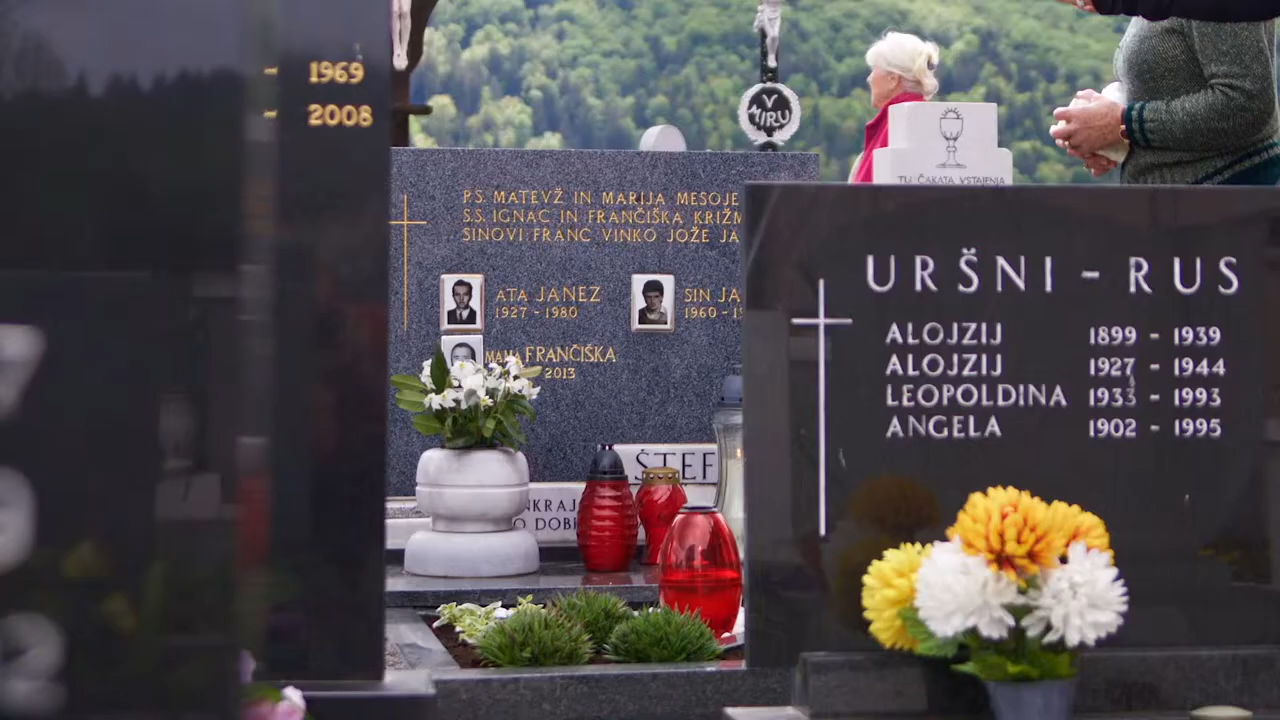 1969
2008
V
MIRU
TU ČAKATA VSTAJENJA
P.S. MATEVŽ IN MARIJA MESOJE
S.S. IGNAC IN FRANČIŠKA KRIŽM
SINOVI FRANC VINKO JOŽE JA
ATA JANEZ
1927 - 1980
SIN JA
1960 - 1
MAMA FRANČIŠKA
2013
ŠTEF
NKRAJ
O DOB
URŠNI - RUS
ALOJZIJ 1899 - 1939
ALOJZIJ 1927 - 1944
LEOPOLDINA 1933 - 1993
ANGELA 1902 - 1995